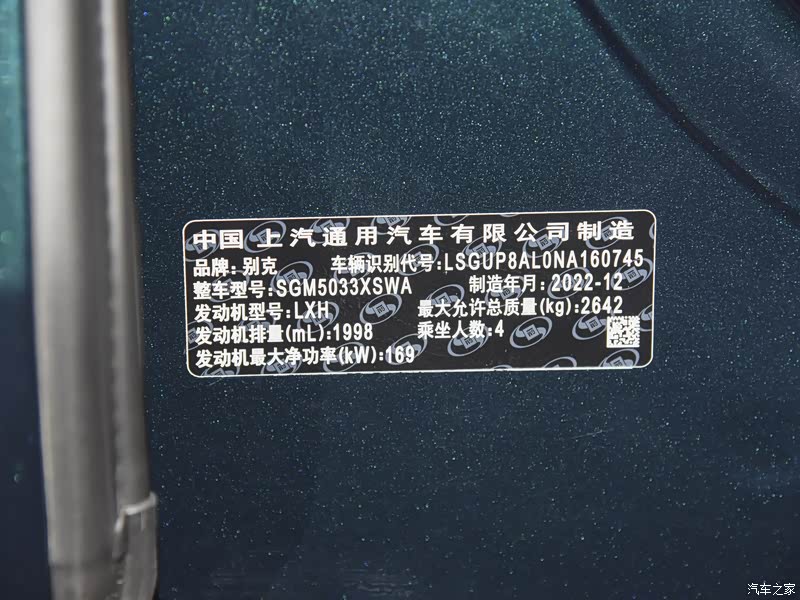 中国上汽通用汽车有限公司制造
品牌:别克 车辆识别代号:LSGUP8AL0NA160745
整车型号:SGM5033XSWA 制造年月:2022-12
发动机型号:LXH 最大允许总质量(kg):2642
发动机排量(mL):1998 乘坐人数:4
发动机最大净功率(kW):169
汽车之家